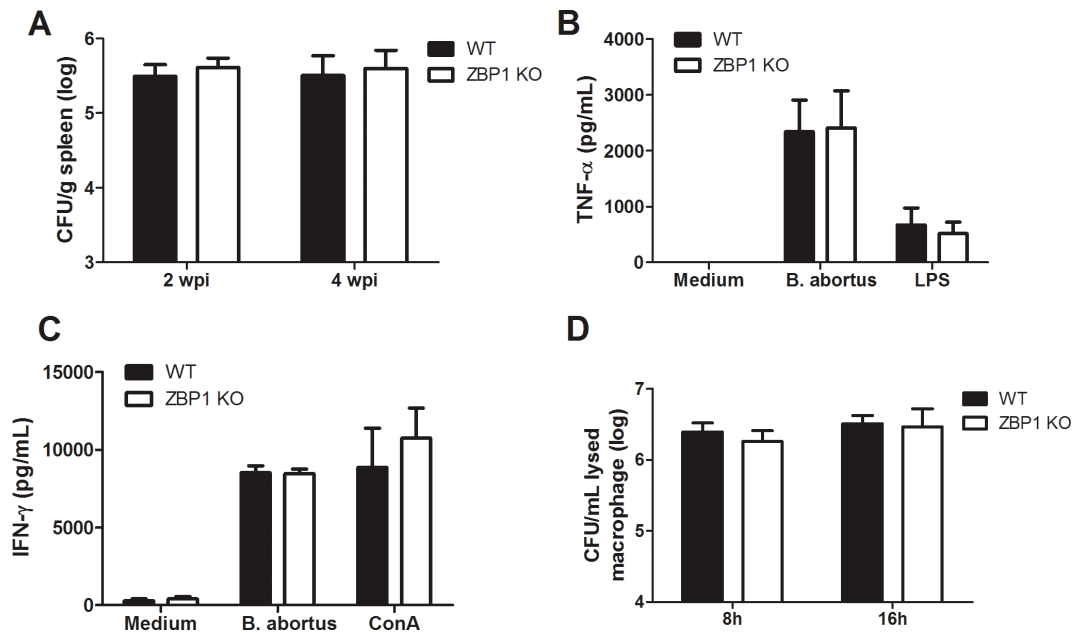 A
CFU/g spleen (log)
6
5
4
3
2 wpi
4 wpi
WT
ZBP1 KO
B
TNF-α (pg/mL)
4000
3000
2000
1000
0
Medium
B. abortus
LPS
WT
ZBP1 KO
C
IFN-γ (pg/mL)
15000
10000
5000
0
Medium
B. abortus
ConA
WT
ZBP1 KO
D
CFU/mL lysed
macrophage (log)
7
6
5
4
8h
16h
WT
ZBP1 KO